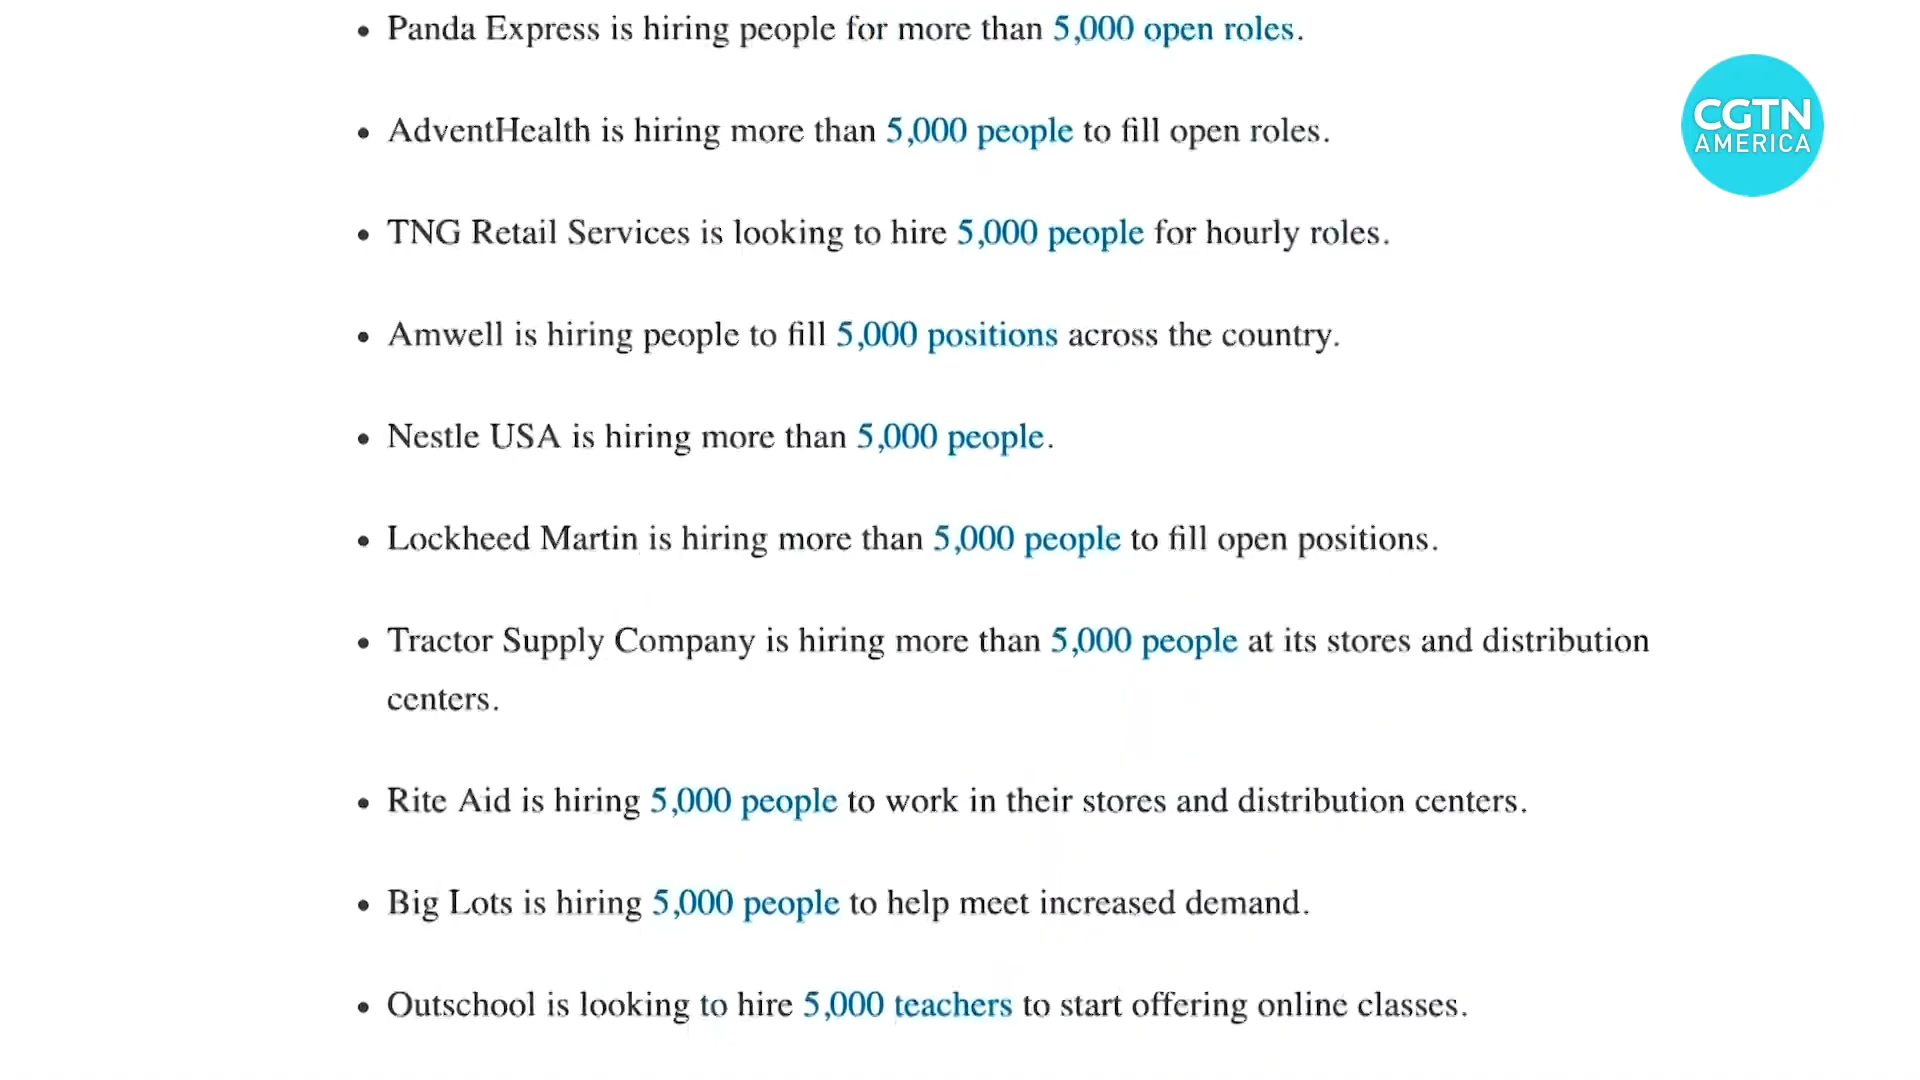 • Panda Express is hiring people for more than 5,000 open roles.
CGTN
AMERICA
• AdventHealth is hiring more than 5,000 people to fill open roles.
• TNG Retail Services is looking to hire 5,000 people for hourly roles.
• Amwell is hiring people to fill 5,000 positions across the country.
• Nestle USA is hiring more than 5,000 people.
• Lockheed Martin is hiring more than 5,000 people to fill open positions.
• Tractor Supply Company is hiring more than 5,000 people at its stores and distribution
centers.
• Rite Aid is hiring 5,000 people to work in their stores and distribution centers.
• Big Lots is hiring 5,000 people to help meet increased demand.
• Outschool is looking to hire 5,000 teachers to start offering online classes.